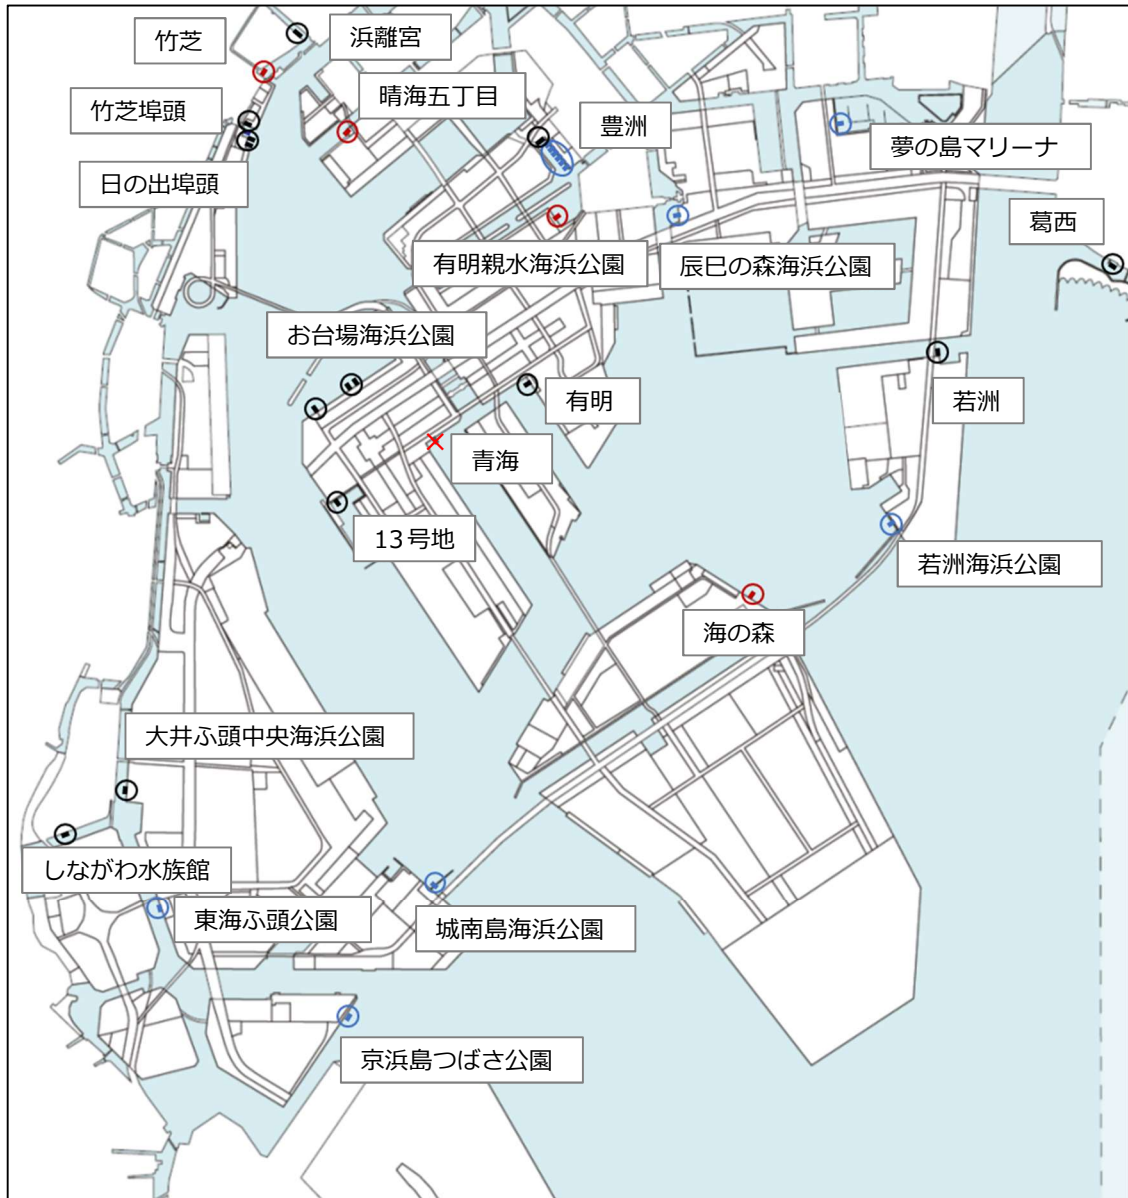 竹芝
浜離宮
晴海五丁目
竹芝埠頭
豊洲
夢の島マリーナ
日の出埠頭
葛西
有明親水海浜公園
辰巳の森海浜公園
お台場海浜公園
有明
若洲
青海
13号地
若洲海浜公園
海の森
大井ふ頭中央海浜公園
しながわ水族館
東海ふ頭公園
城南島海浜公園
京浜島つばさ公園